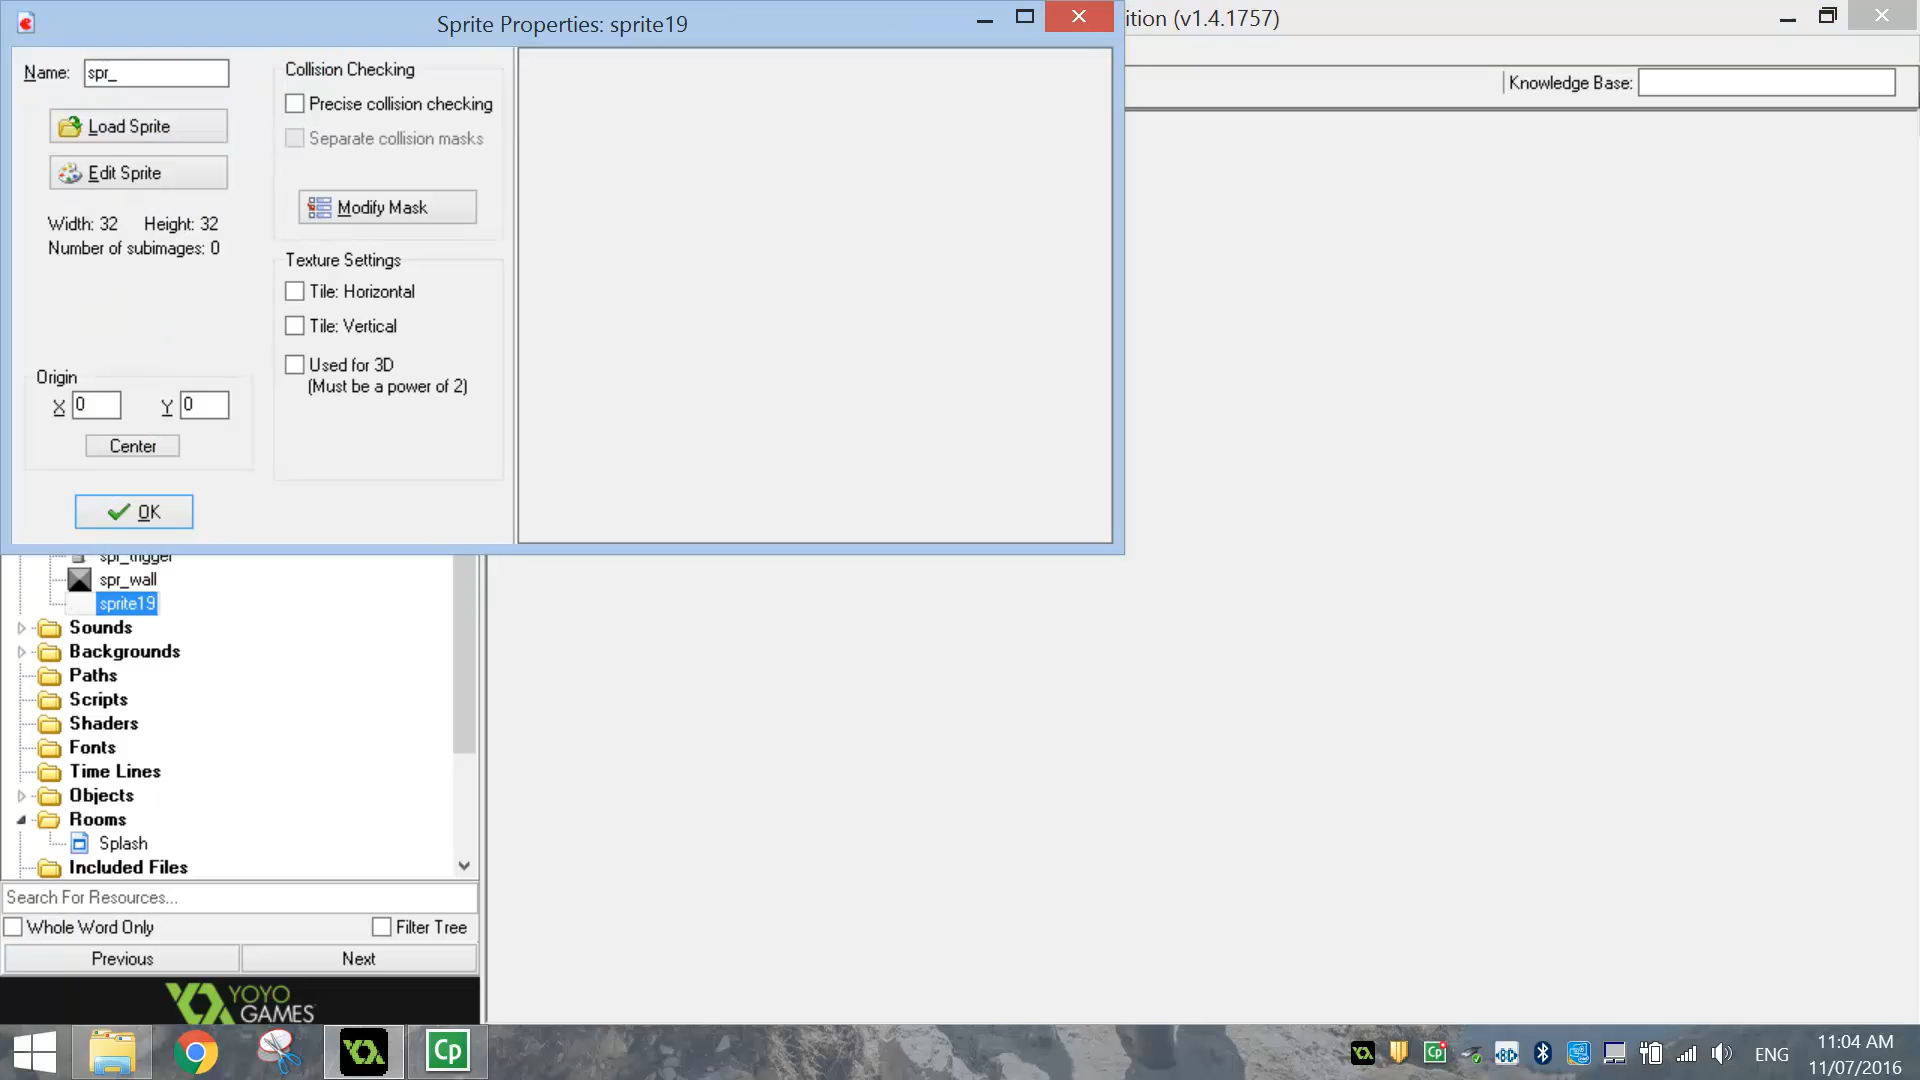 Sprite Properties: sprite19
ition (v1.4.1757)
Name: spr_
Load Sprite
Edit Sprite
Width: 32 Height: 32
Number of subimages: 0
Origin
X 0 Y 0
Center
OK
Collision Checking
Precise collision checking
Separate collision masks
Modify Mask
Texture Settings
Tile: Horizontal
Tile: Vertical
Used for 3D
(Must be a power of 2)
Knowledge Base:
spr_trigger
spr_wall
sprite19
Sounds
Backgrounds
Paths
Scripts
Shaders
Fonts
Time Lines
Objects
Rooms
Splash
Included Files
Search For Resources...
Whole Word Only Filter Tree
Previous Next
YOYO
GAMES
Cp
ENG
11:04 AM
11/07/2016